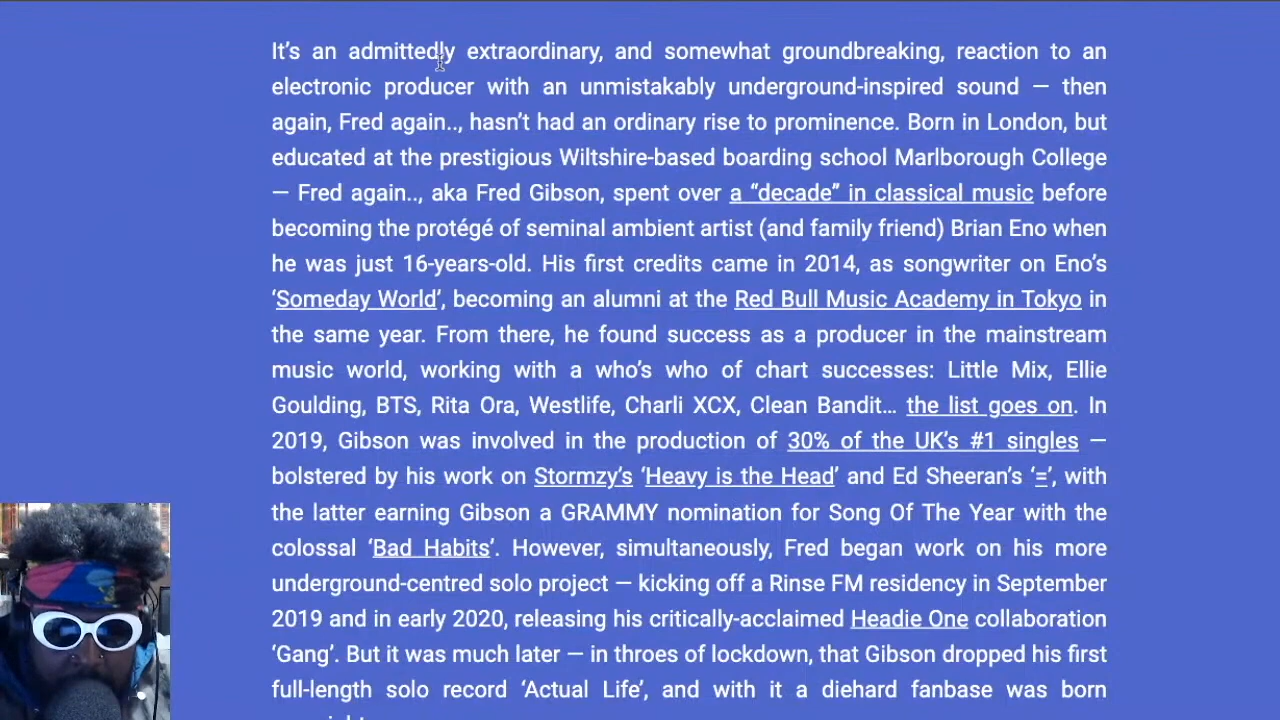 It’s an admittedly extraordinary, and somewhat groundbreaking, reaction to an
electronic producer with an unmistakably underground-inspired sound — then
again, Fred again.., hasn’t had an ordinary rise to prominence. Born in London, but
educated at the prestigious Wiltshire-based boarding school Marlborough College
— Fred again.., aka Fred Gibson, spent over a “decade” in classical music before
becoming the protégé of seminal ambient artist (and family friend) Brian Eno when
he was just 16-years-old. His first credits came in 2014, as songwriter on Eno’s
‘Someday World’, becoming an alumni at the Red Bull Music Academy in Tokyo in
the same year. From there, he found success as a producer in the mainstream
music world, working with a who’s who of chart successes: Little Mix, Ellie
Goulding, BTS, Rita Ora, Westlife, Charli XCX, Clean Bandit… the list goes on. In
2019, Gibson was involved in the production of 30% of the UK’s #1 singles —
bolstered by his work on Stormzy’s ‘Heavy is the Head’ and Ed Sheeran’s ‘=’, with
the latter earning Gibson a GRAMMY nomination for Song Of The Year with the
colossal ‘Bad Habits’. However, simultaneously, Fred began work on his more
underground-centred solo project — kicking off a Rinse FM residency in September
2019 and in early 2020, releasing his critically-acclaimed Headie One collaboration
‘Gang’. But it was much later — in throes of lockdown, that Gibson dropped his first
full-length solo record ‘Actual Life’, and with it a diehard fanbase was born